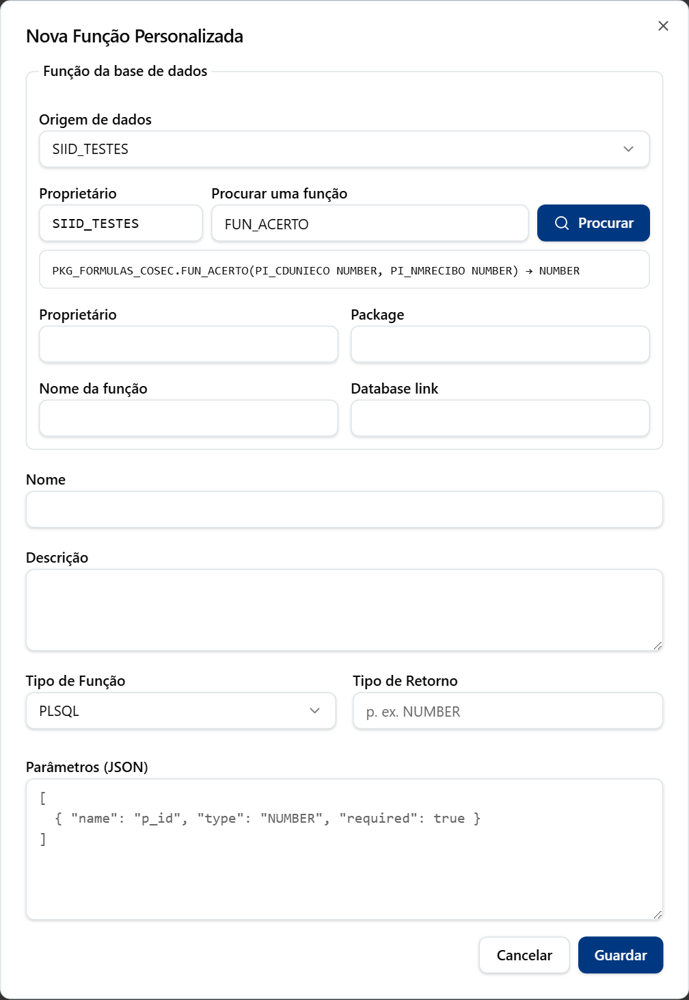 Nova Função Personalizada
Função da base de dados
Origem de dados
SIID_TESTES
Proprietário Procurar uma função
SIID_TESTES FUN_ACERTO Procurar
PKG_FORMULAS_COSEC.FUN_ACERTO(PI_CDUNIECO NUMBER, PI_NMRECIBO NUMBER) → NUMBER
Proprietário Package
Nome da função Database link
Nome
Descrição
Tipo de Função Tipo de Retorno
PLSQL p. ex. NUMBER
Parâmetros (JSON)
[
{ "name": "p_id", "type": "NUMBER", "required": true }
]
Cancelar Guardar